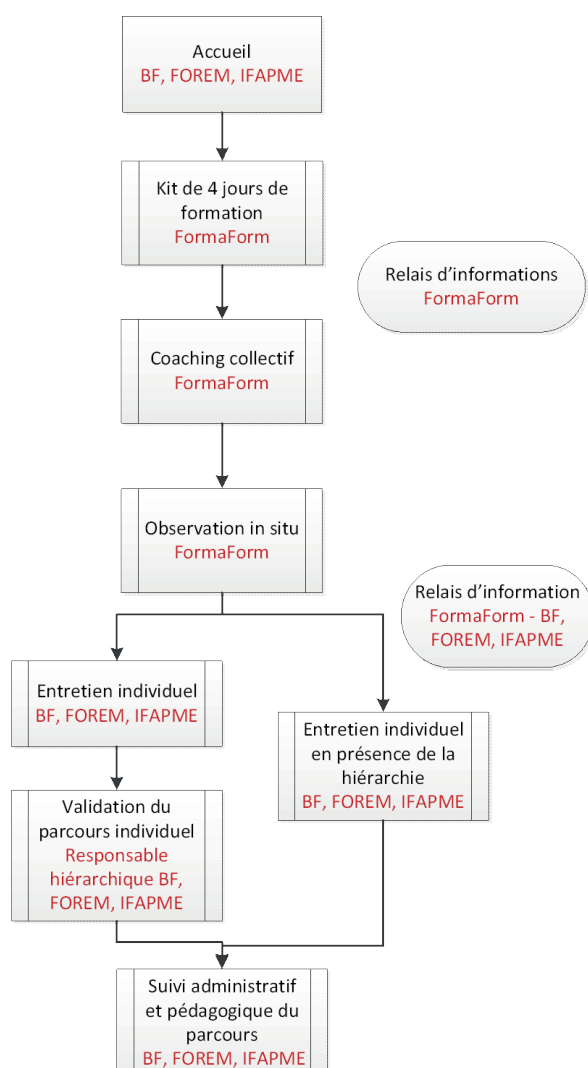 Accueil
BF, FOREM, IFAPME
Kit de 4 jours de
formation
FormaForm
Relais d’informations
FormaForm
Coaching collectif
FormaForm
Observation in situ
FormaForm
Relais d’information
FormaForm - BF,
FOREM, IFAPME
Entretien individuel
BF, FOREM, IFAPME
Entretien individuel
en présence de la
hiérarchie
BF, FOREM, IFAPME
Validation du
parcours individuel
Responsable
hiérarchique BF,
FOREM, IFAPME
Suivi administratif
et pédagogique du
parcours
BF, FOREM, IFAPME